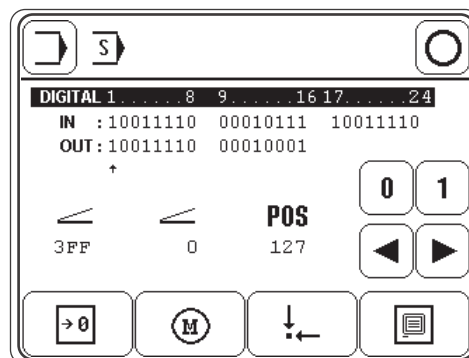 S
DIGITAL 1......8 9......16 17......24
IN :10011110 00010111 10011110
OUT:10011110 00010001
0 1
POS
3FF 0 127
→0 M